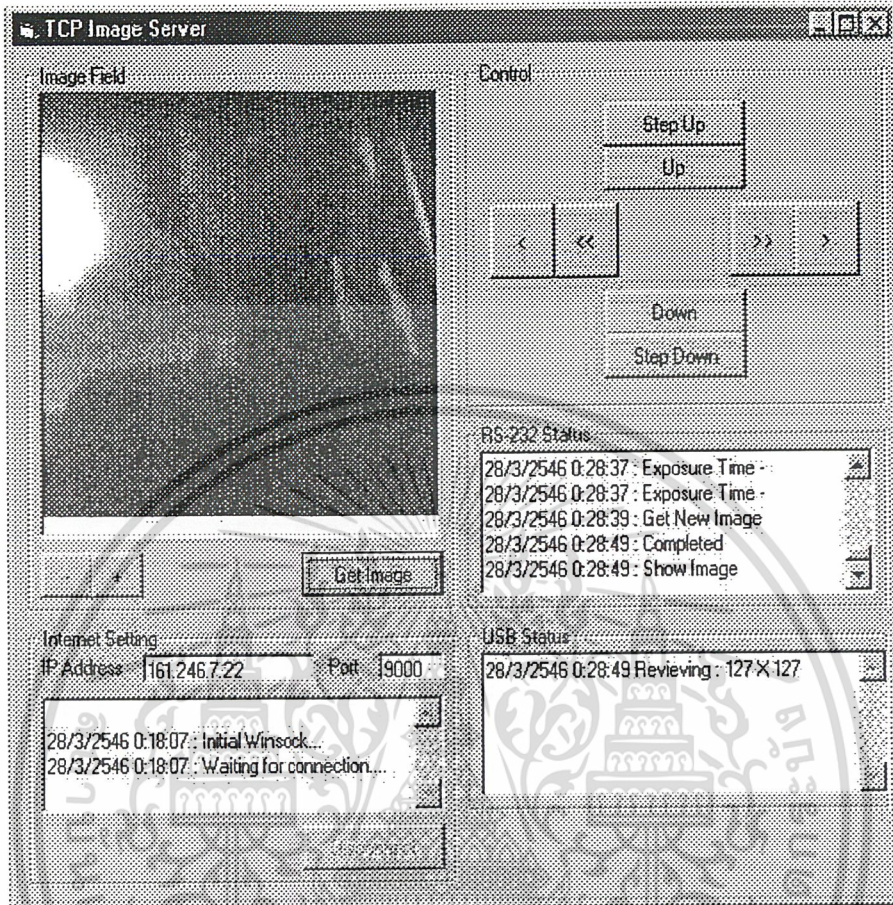 TCP Image Server
Image Field
- +
Get Image
Control
Step Up
Up
< << >> >
Down
Step Down
RS-232 Status
28/3/2546 0:28:37 : Exposure Time -
28/3/2546 0:28:37 : Exposure Time -
28/3/2546 0:28:39 : Get New Image
28/3/2546 0:28:49 : Completed
28/3/2546 0:28:49 : Show Image
Internet Setting
IP Address 161.246.7.22 Port 9000
28/3/2546 0:18:07 : Initial Winsock...
28/3/2546 0:18:07 : Waiting for connection....
USB Status
28/3/2546 0:28:49 Revieving : 127 X 127